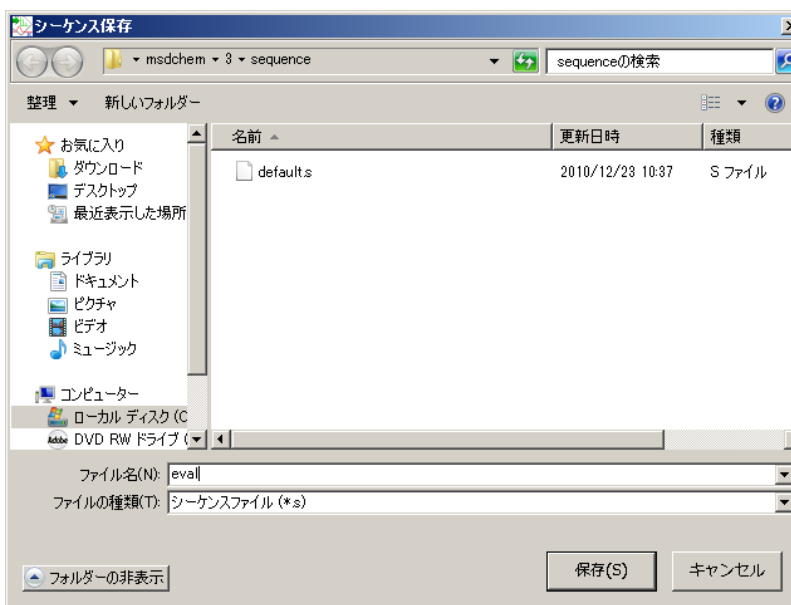 シーケンス保存
msdchem 3 sequence
sequenceの検索
整理 新しいフォルダー
名前 更新日時 種類
default.s 2010/12/23 10:37 S ファイル
お気に入り
ダウンロード
デスクトップ
最近表示した場所
ライブラリ
ドキュメント
ピクチャ
ビデオ
ミュージック
コンピューター
ローカル ディスク (C
Adobe DVD RW ドライブ (
ファイル名(N): eval
ファイルの種類(T): シーケンスファイル (*.s)
フォルダーの非表示
保存(S) キャンセル